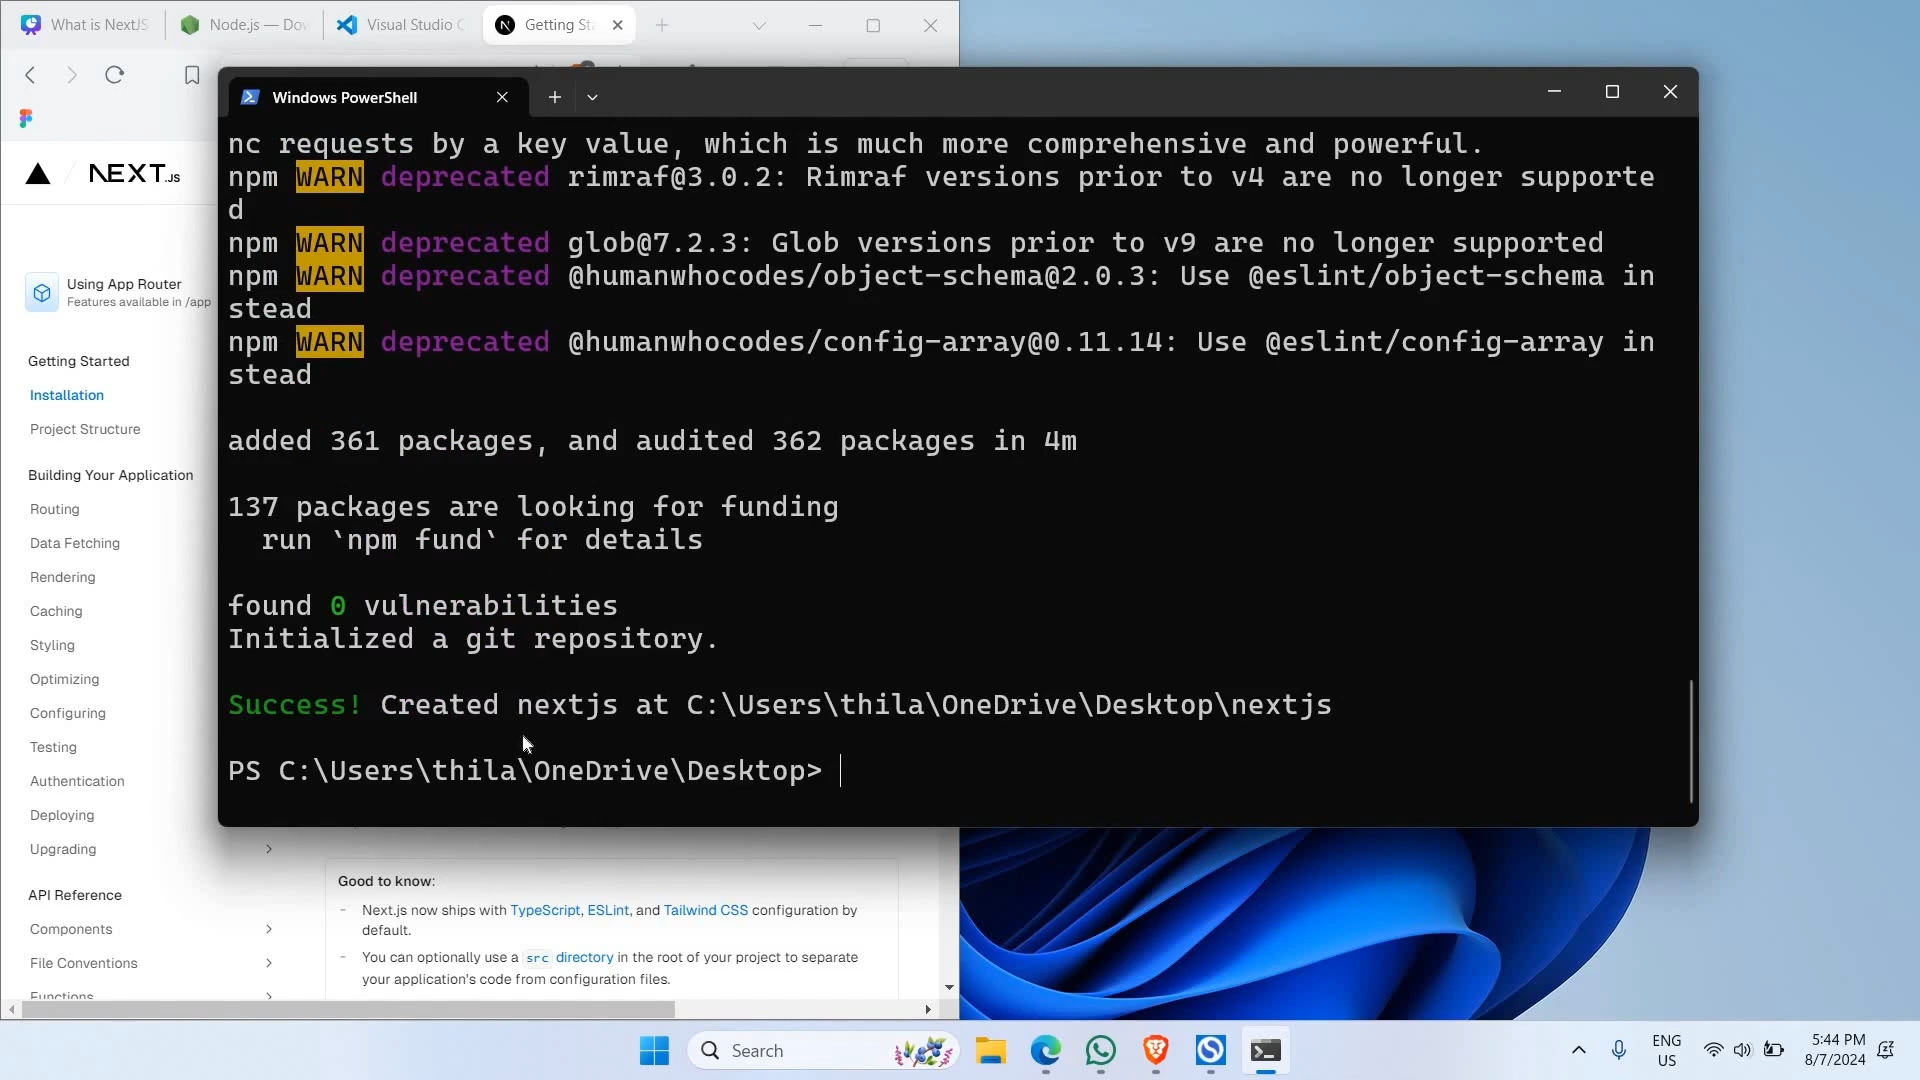 What is NextJS
Node.js — Dow
Visual Studio C
Getting Sta
Windows PowerShell
nc requests by a key value, which is much more comprehensive and powerful.
npm WARN deprecated rimraf@3.0.2: Rimraf versions prior to v4 are no longer supporte
d
npm WARN deprecated glob@7.2.3: Glob versions prior to v9 are no longer supported
npm WARN deprecated @humanwhocodes/object-schema@2.0.3: Use @eslint/object-schema in
stead
npm WARN deprecated @humanwhocodes/config-array@0.11.14: Use @eslint/config-array in
stead
added 361 packages, and audited 362 packages in 4m
137 packages are looking for funding
run `npm fund` for details
found 0 vulnerabilities
Initialized a git repository.
Success! Created nextjs at C:\Users\thila\OneDrive\Desktop\nextjs
PS C:\Users\thila\OneDrive\Desktop>
NEXT.JS
Using App Router
Features available in /app
Getting Started
Installation
Project Structure
Building Your Application
Routing
Data Fetching
Rendering
Caching
Styling
Optimizing
Configuring
Testing
Authentication
Deploying
Upgrading
API Reference
Components
File Conventions
Functions
Good to know:
- Next.js now ships with TypeScript, ESLint, and Tailwind CSS configuration by
default.
- You can optionally use a src directory in the root of your project to separate
your application's code from configuration files.
Search
ENG
US
5:44 PM
8/7/2024